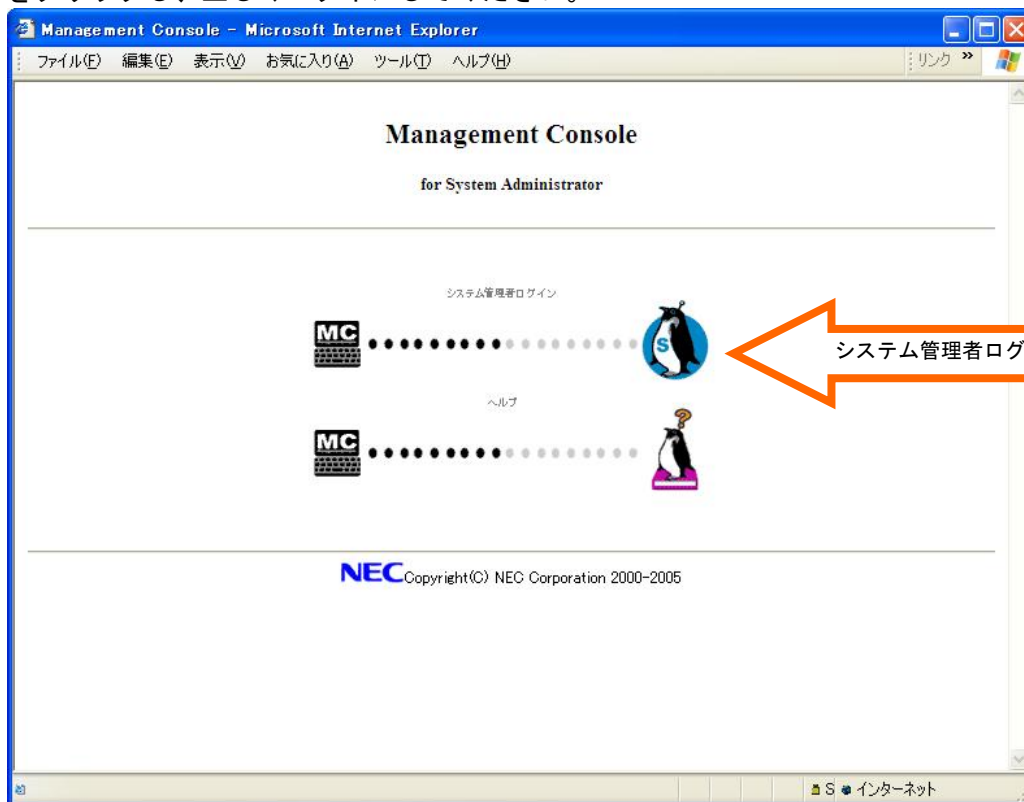 Management Console - Microsoft Internet Explorer
ファイル(F) 編集(E) 表示(V) お気に入り(A) ツール(T) ヘルプ(H) リンク »
Management Console
for System Administrator
システム管理者ログイン
MC
S
システム管理者ログ
ヘルプ
MC
?
NEC Copyright(C) NEC Corporation 2000-2005
S インターネット